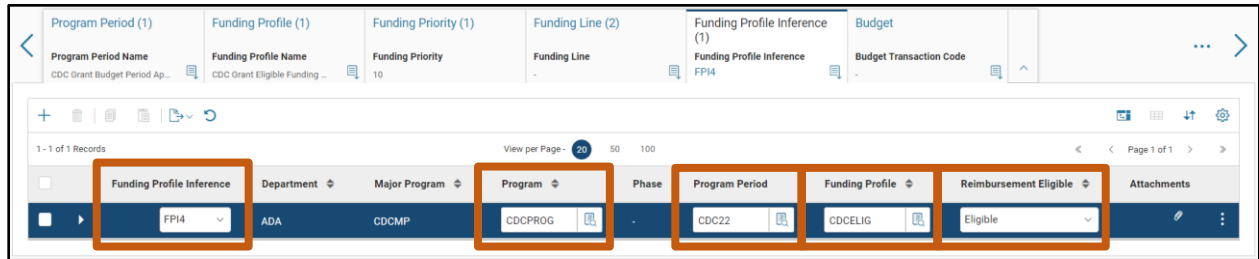 Program Period (1) Funding Profile (1) Funding Priority (1) Funding Line (2) Funding Profile Inference (1) Budget
Program Period Name Funding Profile Name Funding Priority Funding Line Funding Profile Inference Budget Transaction Code
CDC Grant Budget Period Ap... CDC Grant Eligible Funding ... 10 - FPI4 -
1 - 1 of 1 Records View per Page - 20 50 100 Page 1 of 1
Funding Profile Inference Department Major Program Program Phase Program Period Funding Profile Reimbursement Eligible Attachments
FPI4 ADA CDCMP CDCPROG - CDC22 CDCELIG Eligible